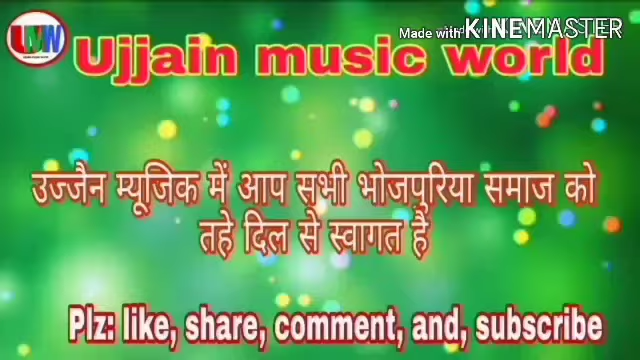 UMW
Made with KINEMASTER
Ujjain music world
उज्जैन म्यूजिक में आप सभी भोजपुरिया समाज को
तहे दिल से स्वागत है
Plz: like, share, comment, and, subscribe